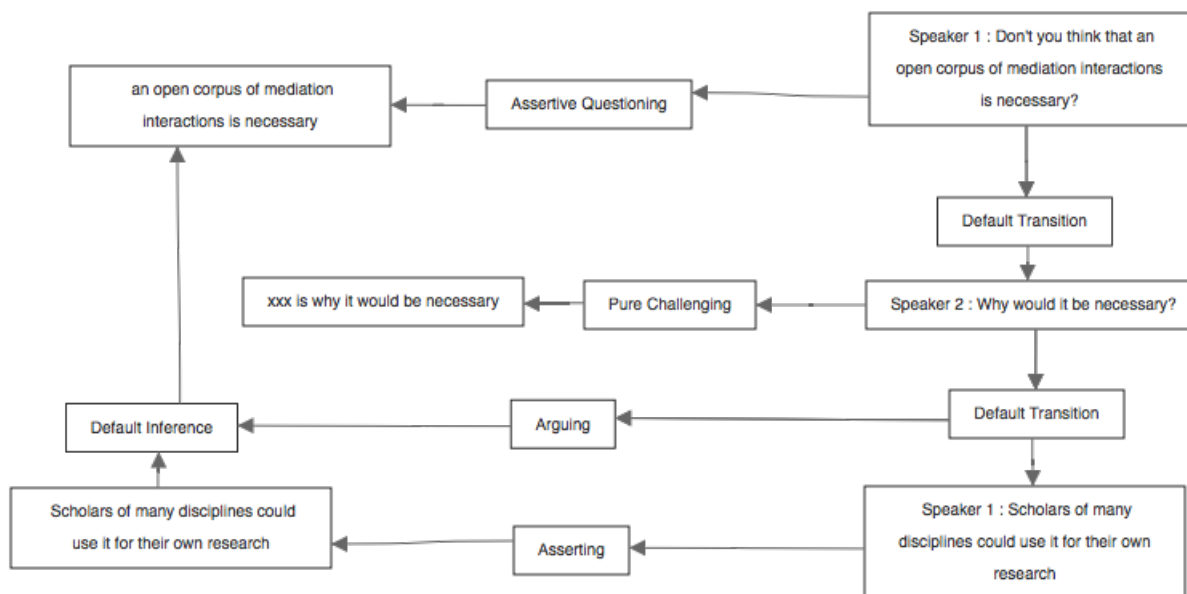 Speaker 1 : Don't you think that an
open corpus of mediation interactions
is necessary?
an open corpus of mediation
interactions is necessary
Assertive Questioning
Default Transition
xxx is why it would be necessary
Pure Challenging
Speaker 2 : Why would it be necessary?
Default Inference
Arguing
Default Transition
Scholars of many disciplines could
use it for their own research
Asserting
Speaker 1 : Scholars of many
disciplines could use it for their own
research